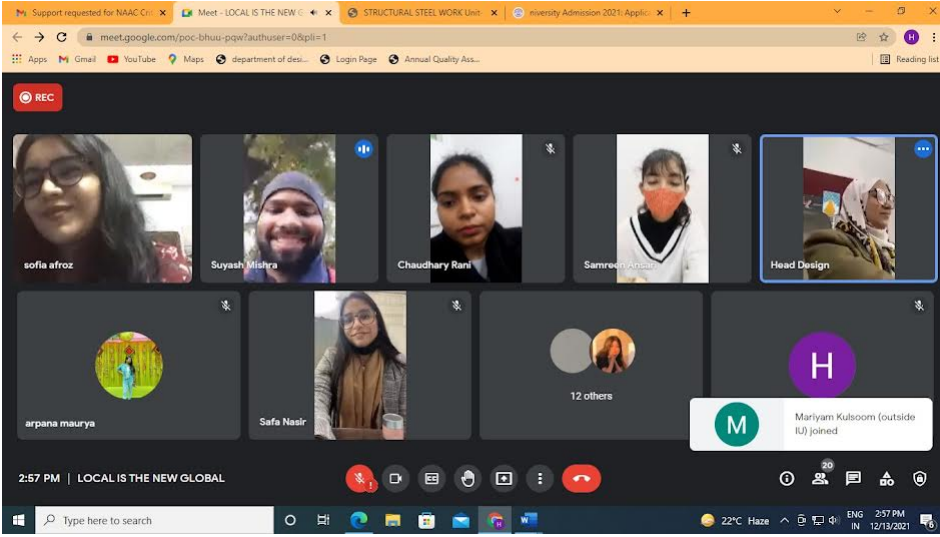 Support requested for NAAC Crit
Meet - LOCAL IS THE NEW G
STRUCTURAL STEEL WORK Unit
niversity Admission 2021: Applic
meet.google.com/poc-bhuu-pqw?authuser=0&pli=1
H
Apps
Gmail
YouTube
Maps
department of desi...
Login Page
Annual Quality Ass...
Reading list
REC
sofia afroz
Suyash Mishra
Chaudhary Rani
Samreen Ansari
Head Design
arpana maurya
Safa Nasir
12 others
H
M
Mariyam Kulsoom (outside
IU) joined
2:57 PM | LOCAL IS THE NEW GLOBAL
CC
20
Type here to search
22°C Haze
ENG
IN
2:57 PM
12/13/2021
6